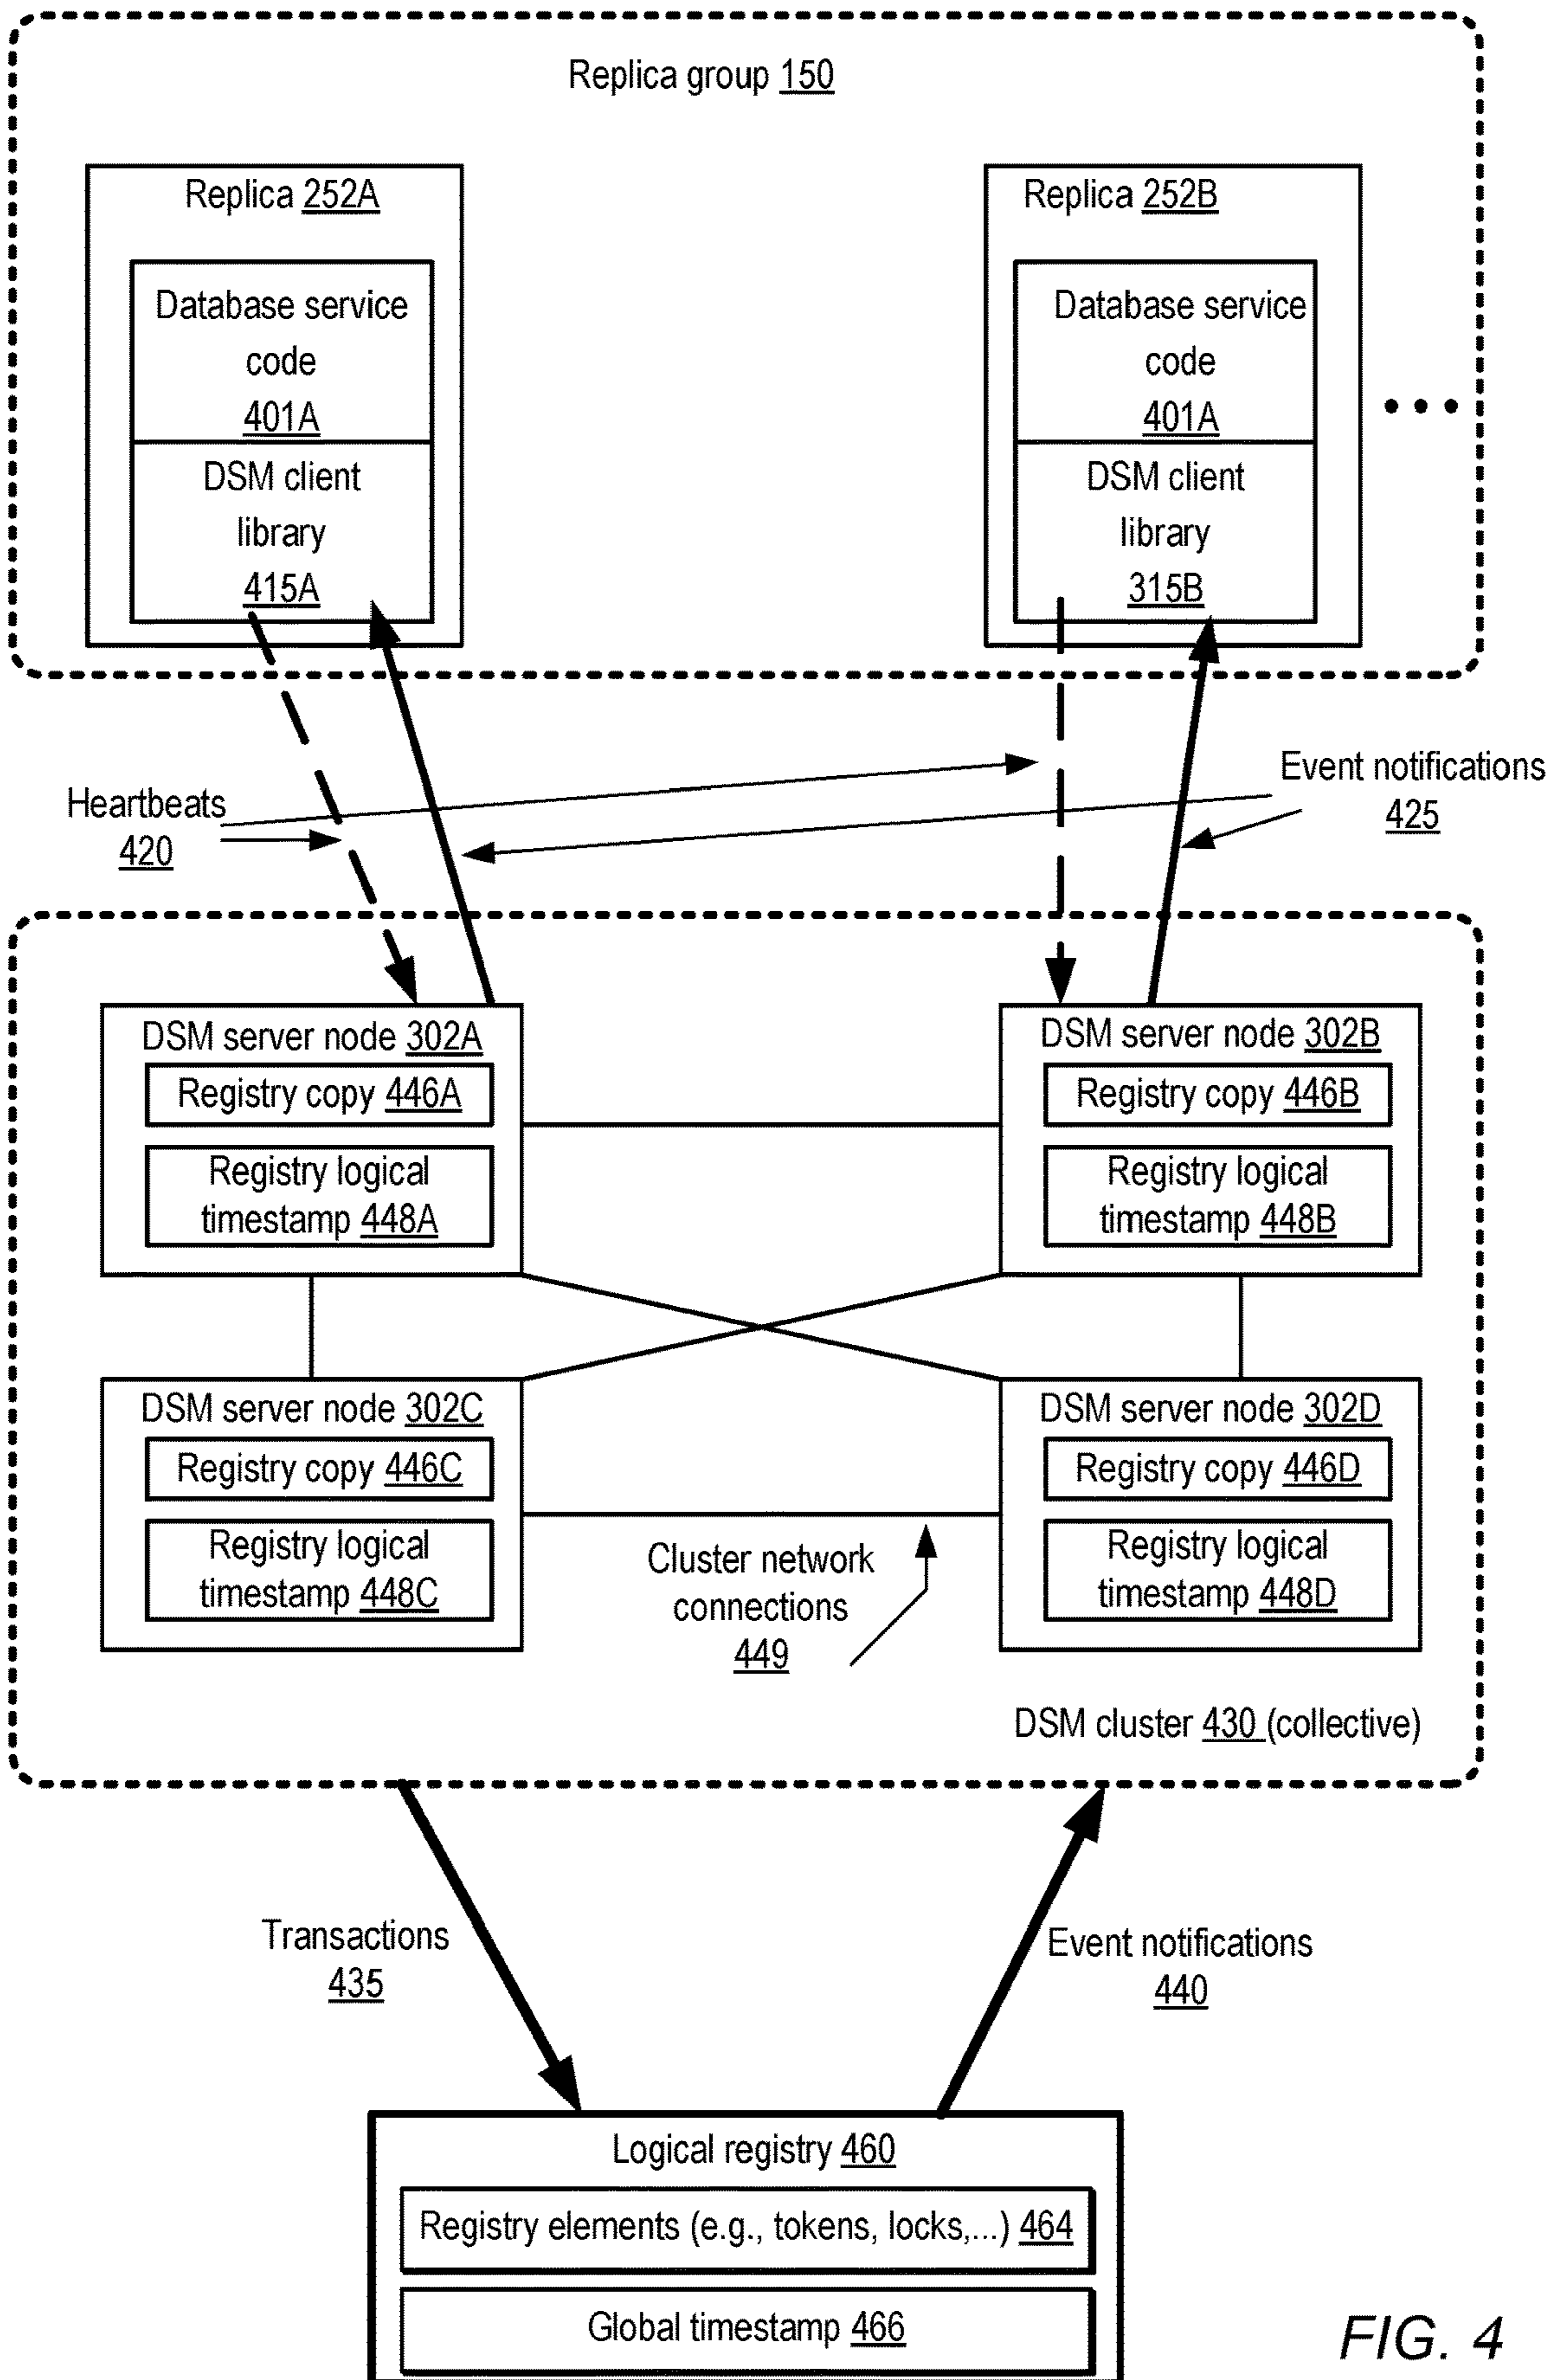 Replica group 150
Replica 252A
Replica 252B
Database service
code
401A
Database service
code
401A
DSM client
library
415A
DSM client
library
315B
Heartbeats
420
Event notifications
425
DSM server node 302A
Registry copy 446A
Registry logical
timestamp 448A
DSM server node 302B
Registry copy 446B
Registry logical
timestamp 448B
DSM server node 302C
Registry copy 446C
Registry logical
timestamp 448C
DSM server node 302D
Registry copy 446D
Registry logical
timestamp 448D
Cluster network
connections
449
DSM cluster 430 (collective)
Transactions
435
Event notifications
440
Logical registry 460
Registry elements (e.g., tokens, locks,...) 464
Global timestamp 466
FIG. 4